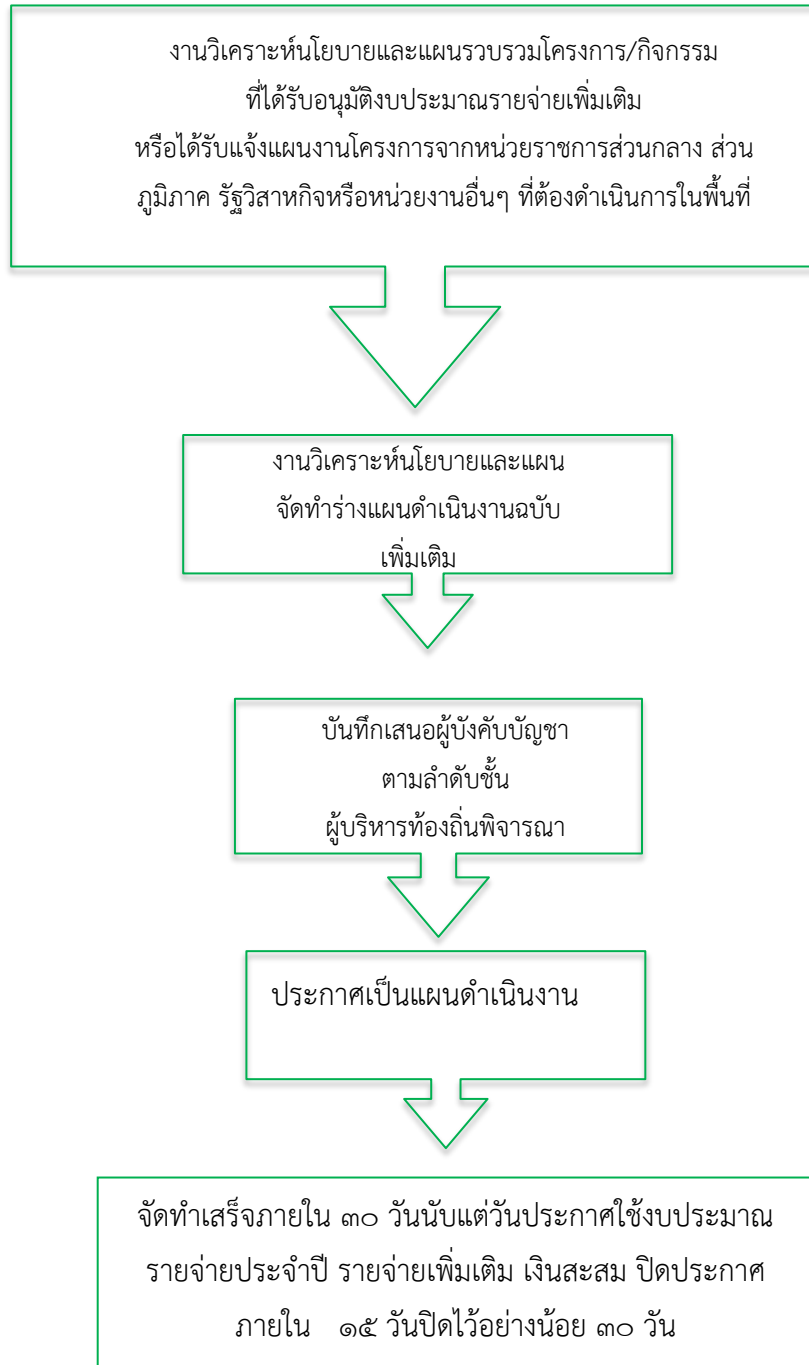 งานวิเคราะห์นโยบายและแผนรวบรวมโครงการ/กิจกรรม
ที่ได้รับอนุมัติงบประมาณรายจ่ายเพิ่มเติม
หรือได้รับแจ้งแผนงานโครงการจากหน่วยราชการส่วนกลาง ส่วน
ภูมิภาค รัฐวิสาหกิจหรือหน่วยงานอื่นๆ ที่ต้องดำเนินการในพื้นที่
งานวิเคราะห์นโยบายและแผน
จัดทำร่างแผนดำเนินงานฉบับ
เพิ่มเติม
บันทึกเสนอผู้บังคับบัญชา
ตามลำดับชั้น
ผู้บริหารท้องถิ่นพิจารณา
ประกาศเป็นแผนดำเนินงาน
จัดทำเสร็จภายใน ๓๐ วันนับแต่วันประกาศใช้งบประมาณ
รายจ่ายประจำปี รายจ่ายเพิ่มเติม เงินสะสม ปิดประกาศ
ภายใน ๑๕ วันปิดไว้อย่างน้อย ๓๐ วัน